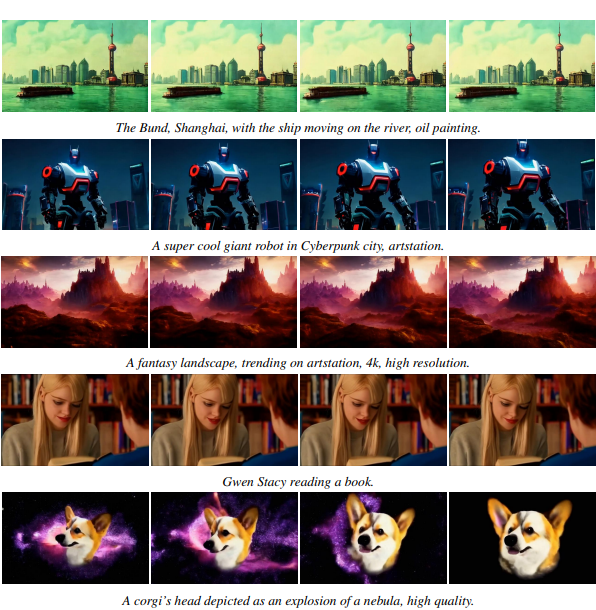 The Bund, Shanghai, with the ship moving on the river, oil painting.
A super cool giant robot in Cyberpunk city, artstation.
A fantasy landscape, trending on artstation, 4k, high resolution.
Gwen Stacy reading a book.
A corgi's head depicted as an explosion of a nebula, high quality.